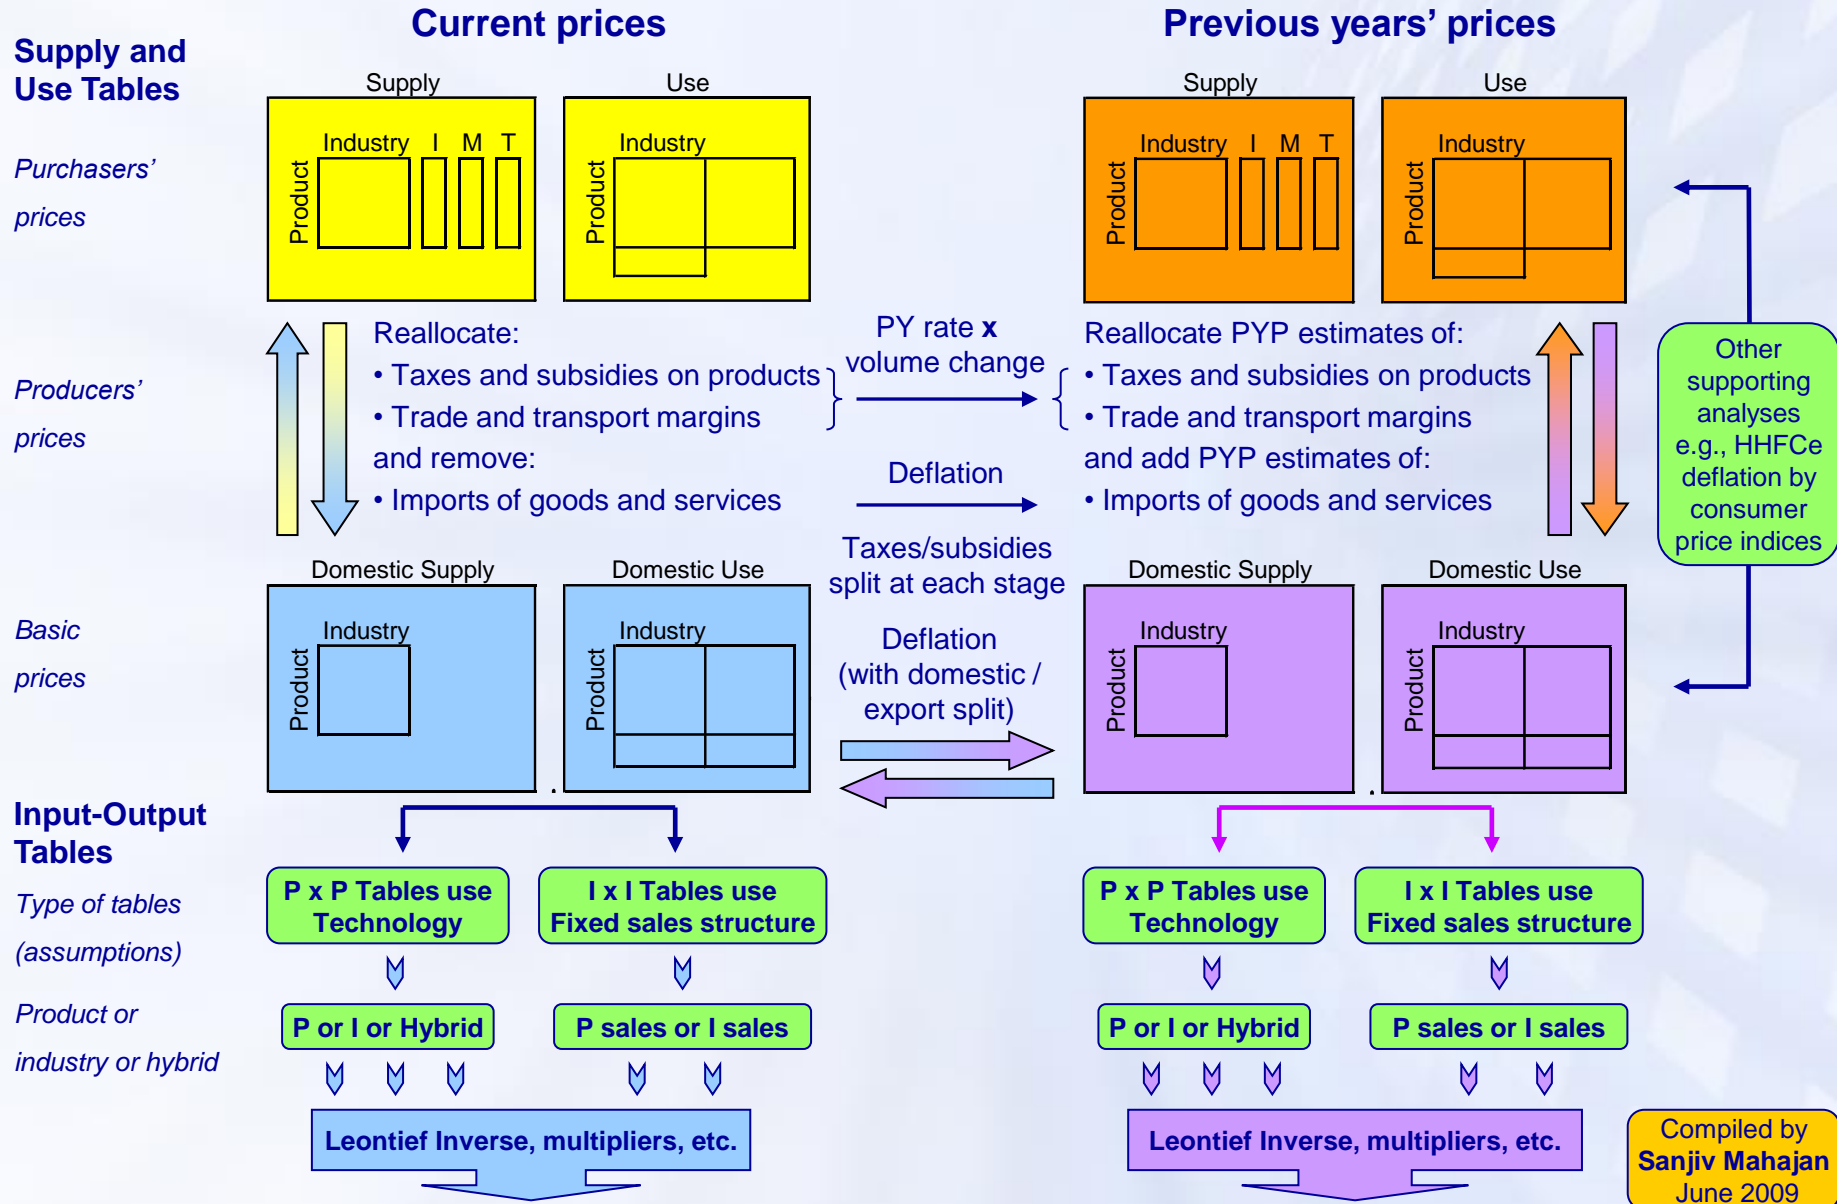 Current prices
Previous years' prices
Supply and
Use Tables
Supply
Use
Supply
Use
Industry I M T
Product
Industry
Product
Industry I M T
Product
Industry
Product
Purchasers'
prices
Producers'
prices
Reallocate:
• Taxes and subsidies on products
• Trade and transport margins
and remove:
• Imports of goods and services
PY rate x
volume change
Deflation
Reallocate PYP estimates of:
• Taxes and subsidies on products
• Trade and transport margins
and add PYP estimates of:
• Imports of goods and services
Other
supporting
analyses
e.g., HHFCe
deflation by
consumer
price indices
Taxes/subsidies
split at each stage
Deflation
(with domestic /
export split)
Basic
prices
Domestic Supply
Domestic Use
Domestic Supply
Domestic Use
Industry
Product
Industry
Product
Industry
Product
Industry
Product
.
.
Input-Output
Tables
Type of tables
(assumptions)
P x P Tables use
Technology
I x I Tables use
Fixed sales structure
P x P Tables use
Technology
I x I Tables use
Fixed sales structure
Product or
industry or hybrid
P or I or Hybrid
P sales or I sales
P or I or Hybrid
P sales or I sales
Leontief Inverse, multipliers, etc.
Leontief Inverse, multipliers, etc.
Compiled by
Sanjiv Mahajan
June 2009